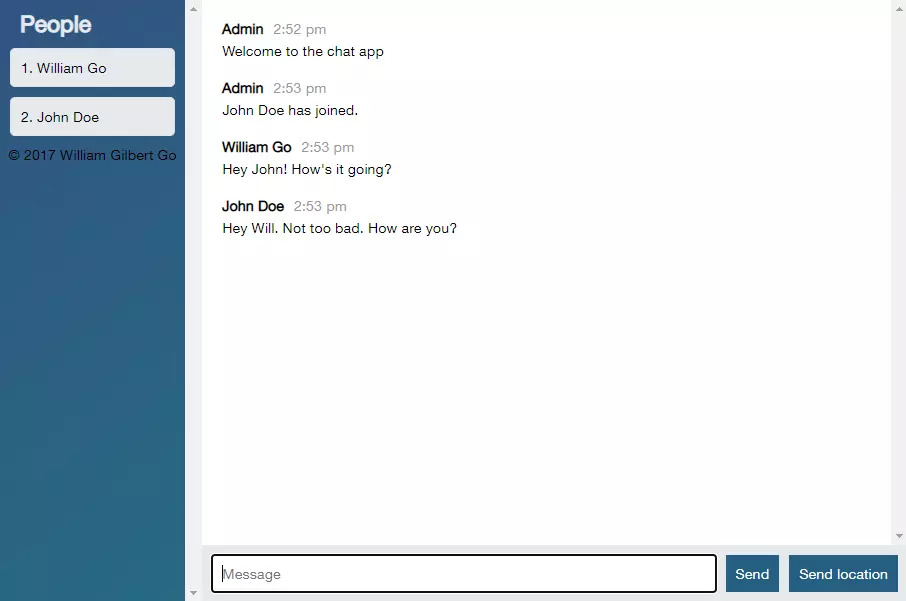 People
1. William Go
2. John Doe
© 2017 William Gilbert Go
Admin 2:52 pm
Welcome to the chat app
Admin 2:53 pm
John Doe has joined.
William Go 2:53 pm
Hey John! How's it going?
John Doe 2:53 pm
Hey Will. Not too bad. How are you?
Message
Send
Send location